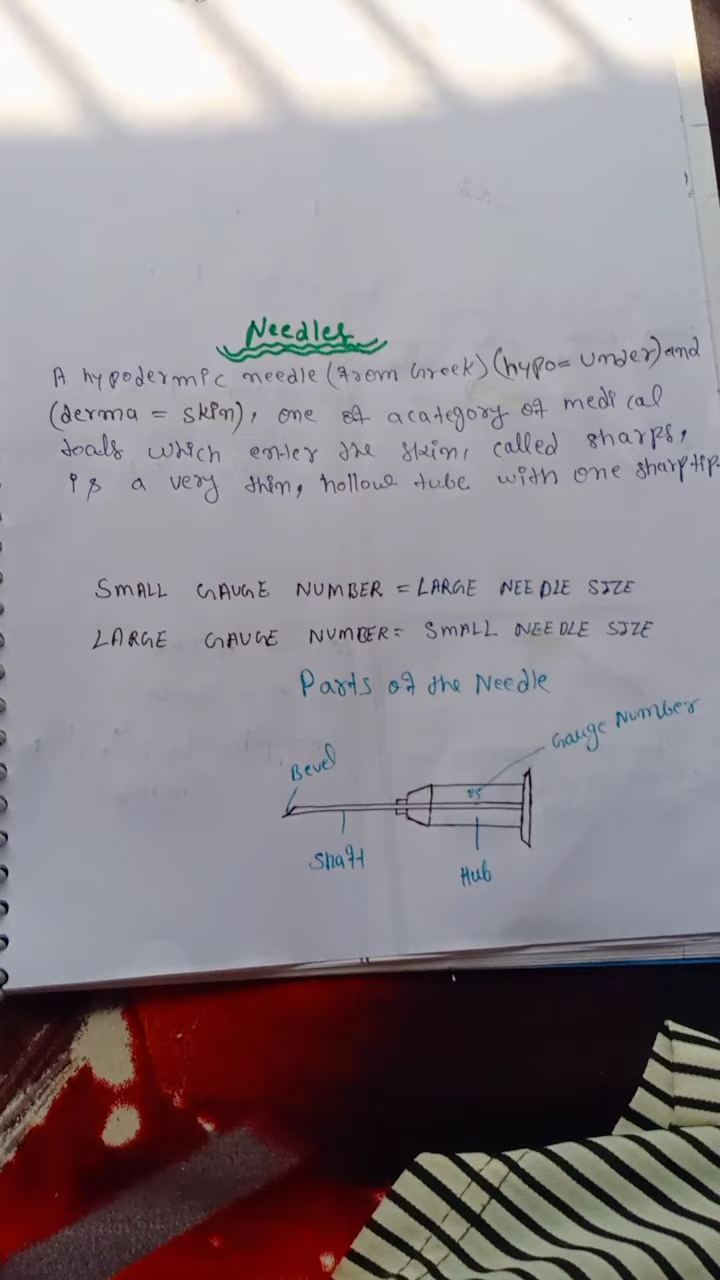 Needles
A hypodermic needle (from Greek) (hypo = under) and
(derma = skin), one of a category of medical
tools which enter the skin, called sharps,
is a very thin, hollow tube with one sharp tip.
SMALL GAUGE NUMBER = LARGE NEEDLE SIZE
LARGE GAUGE NUMBER = SMALL NEEDLE SIZE
Parts of the Needle
Gauge Number
Bevel
25
Shaft
Hub